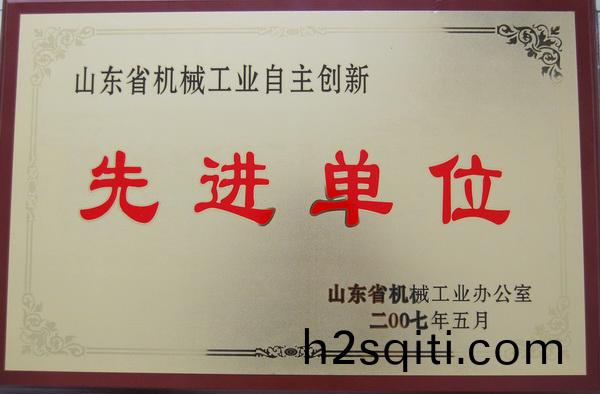 山东省机械工业自主创新
先进单位
山东省机械工业办公室
二00七年五月
h2sqiti.com